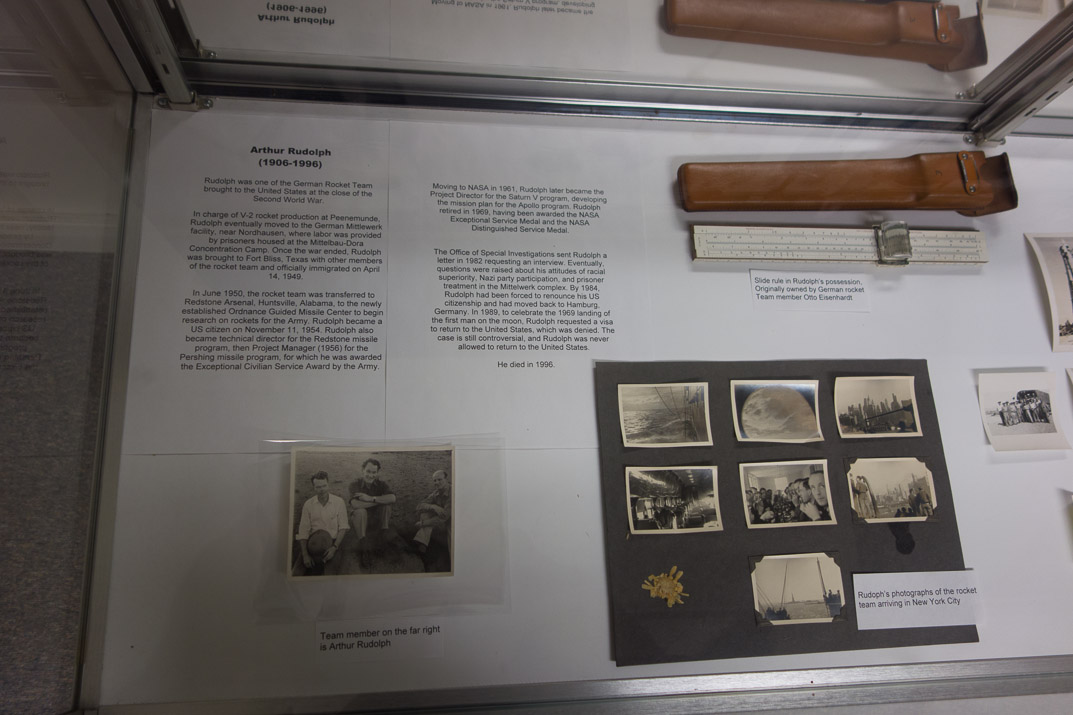 Arthur Rudolph
(1906-1996)
Rudolph was one of the German Rocket Team
brought to the United States at the close of the
Second World War.
In charge of V-2 rocket production at Peenemunde,
Rudolph eventually moved to the German Mittlewerk
facility, near Nordhausen, where labor was provided
by prisoners housed at the Mittelbau-Dora
Concentration Camp. Once the war ended, Rudolph
was brought to Fort Bliss, Texas with other members
of the rocket team and officially immigrated on April
14, 1949.
In June 1950, the rocket team was transferred to
Redstone Arsenal, Huntsville, Alabama, to the newly
established Ordnance Guided Missile Center to begin
research on rockets for the Army. Rudolph became a
US citizen on November 11, 1954. Rudolph also
became technical director for the Redstone missile
program, then Project Manager (1956) for the
Pershing missile program, for which he was awarded
the Exceptional Civilian Service Award by the Army.
Moving to NASA in 1961, Rudolph later became the
Project Director for the Saturn V program, developing
the mission plan for the Apollo program. Rudolph
retired in 1969, having been awarded the NASA
Exceptional Service Medal and the NASA
Distinguished Service Medal.
The Office of Special Investigations sent Rudolph a
letter in 1982 requesting an interview. Eventually,
questions were raised about his attitudes of racial
superiority, Nazi party participation, and prisoner
treatment in the Mittelwerk complex. By 1984,
Rudolph had been forced to renounce his US
citizenship and had moved back to Hamburg,
Germany. In 1989, to celebrate the 1969 landing of
the first man on the moon, Rudolph requested a visa
to return to the United States, which was denied. The
case is still controversial, and Rudolph was never
allowed to return to the United States.
He died in 1996.
Slide rule in Rudolph's possession.
Originally owned by German rocket
Team member Otto Eisenhardt
Team member on the far right
is Arthur Rudolph
Rudoph's photographs of the rocket
team arriving in New York City